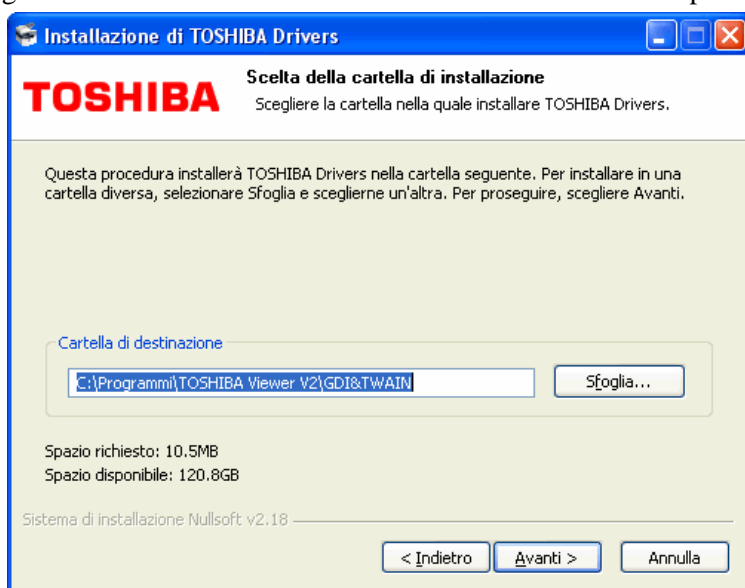 Installazione di TOSHIBA Drivers
TOSHIBA
Scelta della cartella di installazione
Scegliere la cartella nella quale installare TOSHIBA Drivers.
Questa procedura installerà TOSHIBA Drivers nella cartella seguente. Per installare in una
cartella diversa, selezionare Sfoglia e sceglierne un'altra. Per proseguire, scegliere Avanti.
Cartella di destinazione
C:\Programmi\TOSHIBA Viewer V2\GDI&TWAIN
Sfoglia...
Spazio richiesto: 10.5MB
Spazio disponibile: 120.8GB
Sistema di installazione Nullsoft v2.18
< Indietro
Avanti >
Annulla